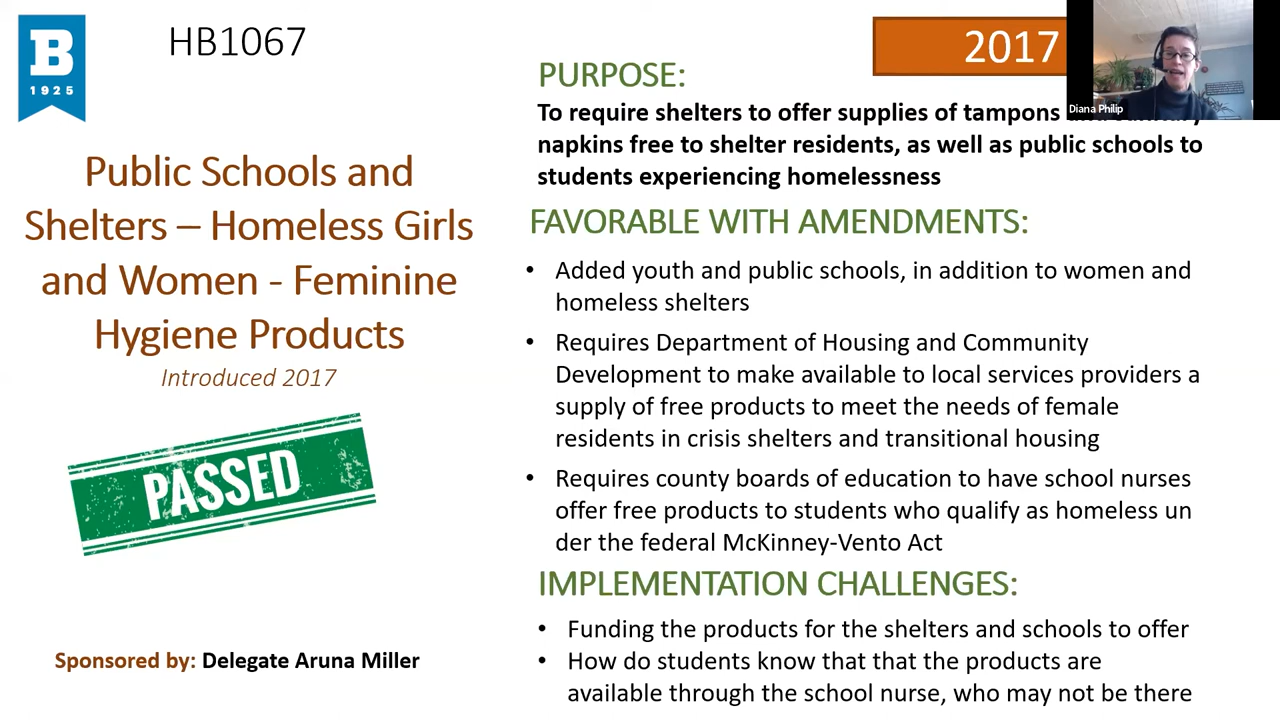 B
1925
HB1067
Public Schools and
Shelters – Homeless Girls
and Women - Feminine
Hygiene Products
Introduced 2017
PASSED
Sponsored by: Delegate Aruna Miller
2017
Diana Philip
PURPOSE:
To require shelters to offer supplies of tampons
napkins free to shelter residents, as well as public schools to
students experiencing homelessness
FAVORABLE WITH AMENDMENTS:
• Added youth and public schools, in addition to women and
homeless shelters
• Requires Department of Housing and Community
Development to make available to local services providers a
supply of free products to meet the needs of female
residents in crisis shelters and transitional housing
• Requires county boards of education to have school nurses
offer free products to students who qualify as homeless un
der the federal McKinney-Vento Act
IMPLEMENTATION CHALLENGES:
• Funding the products for the shelters and schools to offer
• How do students know that that the products are
available through the school nurse, who may not be there